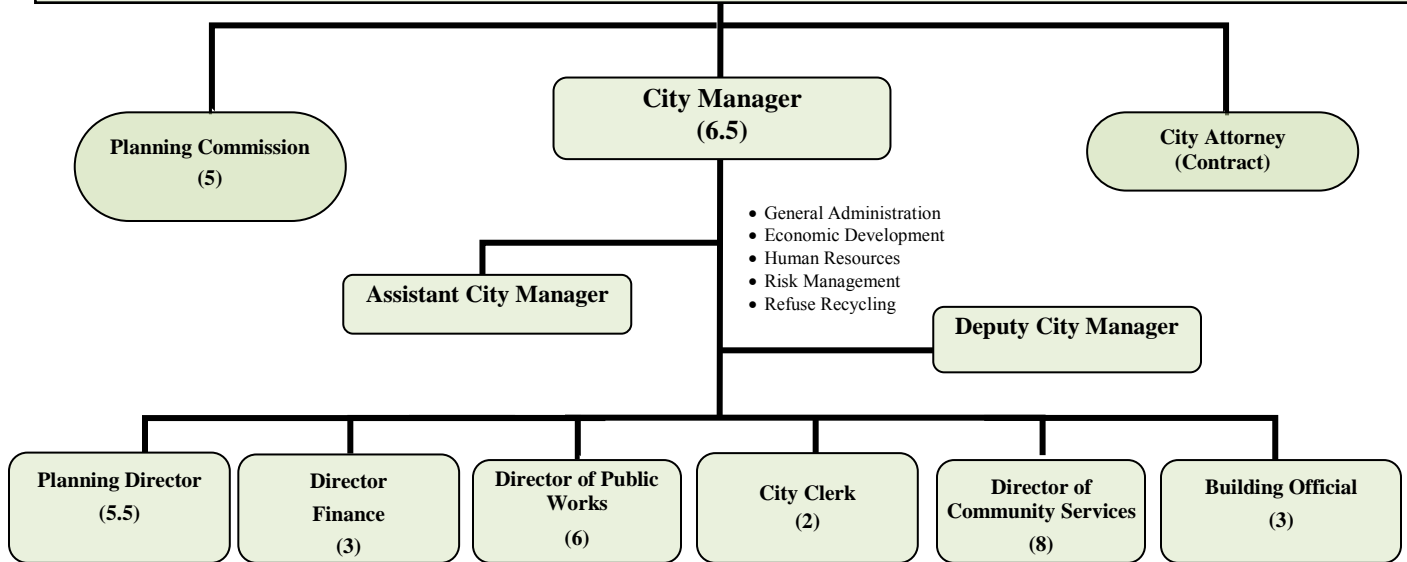 City Manager
(6.5)
Planning Commission
(5)
City Attorney
(Contract)
• General Administration
• Economic Development
• Human Resources
• Risk Management
• Refuse Recycling
Assistant City Manager
Deputy City Manager
Planning Director
(5.5)
Director
Finance
(3)
Director of Public
Works
(6)
City Clerk
(2)
Director of
Community Services
(8)
Building Official
(3)